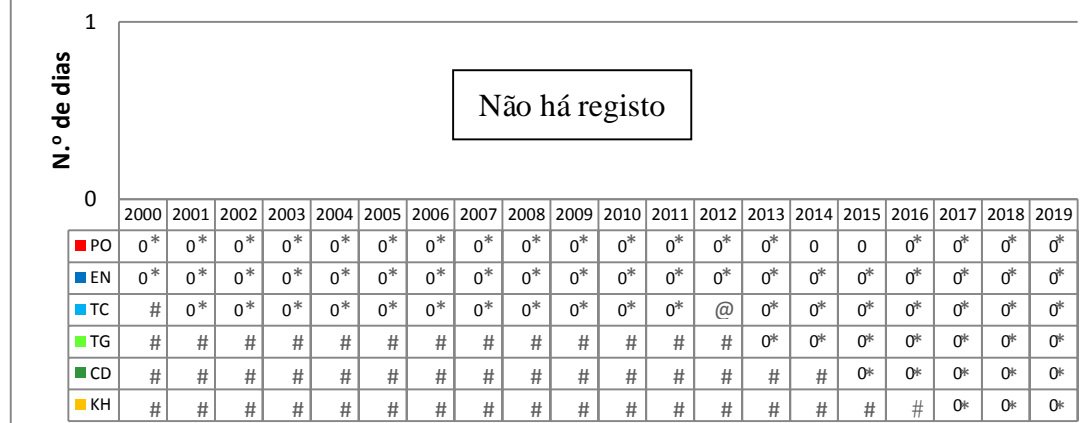 1
N.º de dias
Não há registo
0
2000 2001 2002 2003 2004 2005 2006 2007 2008 2009 2010 2011 2012 2013 2014 2015 2016 2017 2018 2019
PO 0* 0* 0* 0* 0* 0* 0* 0* 0* 0* 0* 0* 0* 0* 0 0 0* 0* 0* 0*
EN 0* 0* 0* 0* 0* 0* 0* 0* 0* 0* 0* 0* 0* 0* 0* 0* 0* 0* 0* 0*
TC # 0* 0* 0* 0* 0* 0* 0* 0* 0* 0* 0* @ 0* 0* 0* 0* 0* 0* 0*
TG # # # # # # # # # # # # # 0* 0* 0* 0* 0* 0* 0*
CD # # # # # # # # # # # # # # # 0* 0* 0* 0* 0*
KH # # # # # # # # # # # # # # # # # 0* 0* 0*